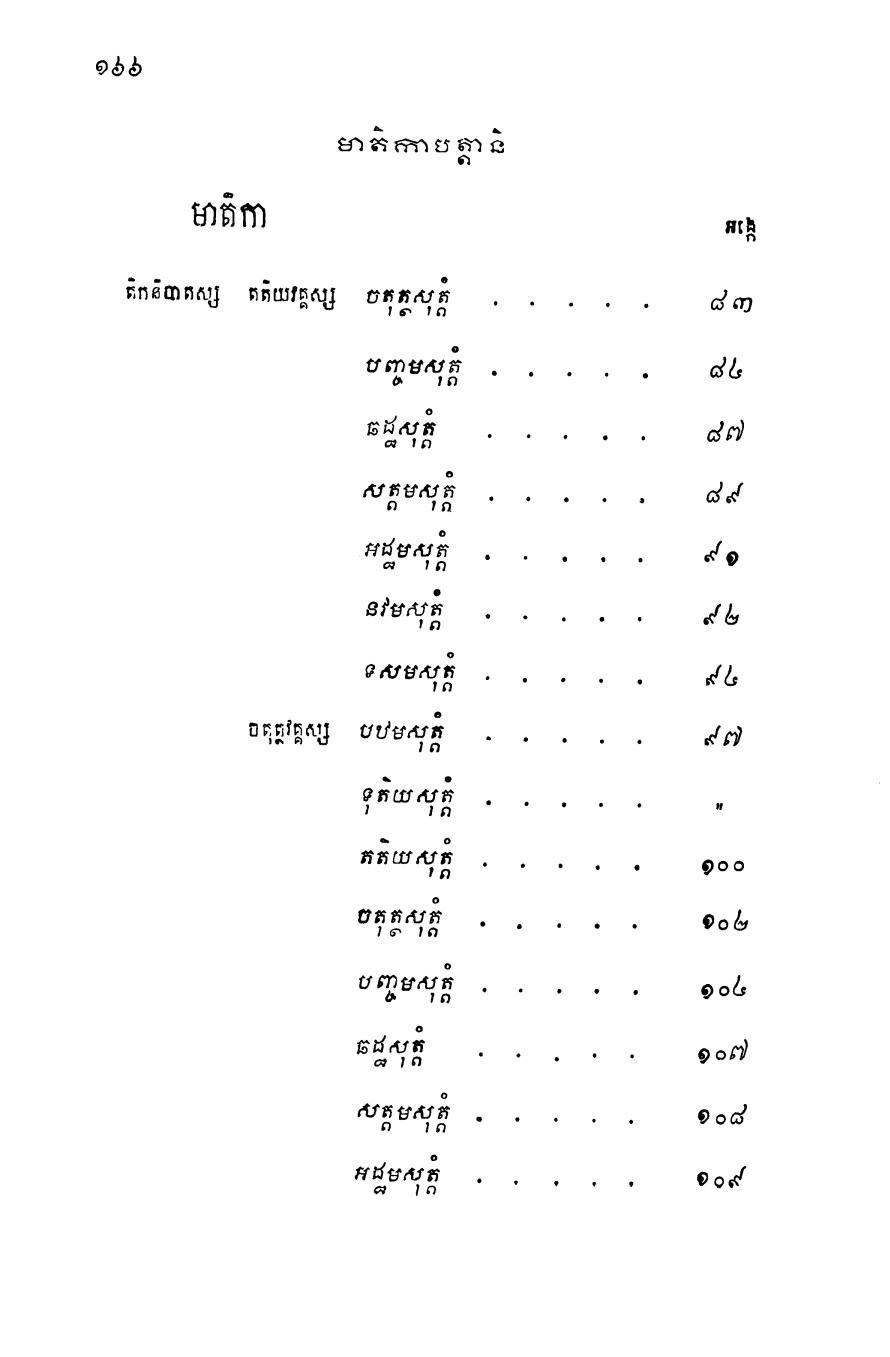 ១៦៦
មាតិកាបត្តានិ
មាតិកា អង្កេ
តិកនិបាតស្ស តតិយវគ្គស្ស ចតុត្ថសុត្តំ . . . . . ៨៣
បញ្ចមសុត្តំ . . . . . ៨៤
ឆដ្ឋសុត្តំ . . . . . ៨៧
សត្តមសុត្តំ . . . . . ៨៩
អដ្ឋមសុត្តំ . . . . . ៩១
នវមសុត្តំ . . . . . ៩២
ទសមសុត្តំ . . . . . ៩៤
ចតុត្ថវគ្គស្ស បឋមសុត្តំ . . . . . ៩៧
ទុតិយសុត្តំ . . . . . "
តតិយសុត្តំ . . . . . ១០០
ចតុត្ថសុត្តំ . . . . . ១០២
បញ្ចមសុត្តំ . . . . . ១០៤
ឆដ្ឋសុត្តំ . . . . . ១០៧
សត្តមសុត្តំ . . . . . ១០៨
អដ្ឋមសុត្តំ . . . . . ១០៩